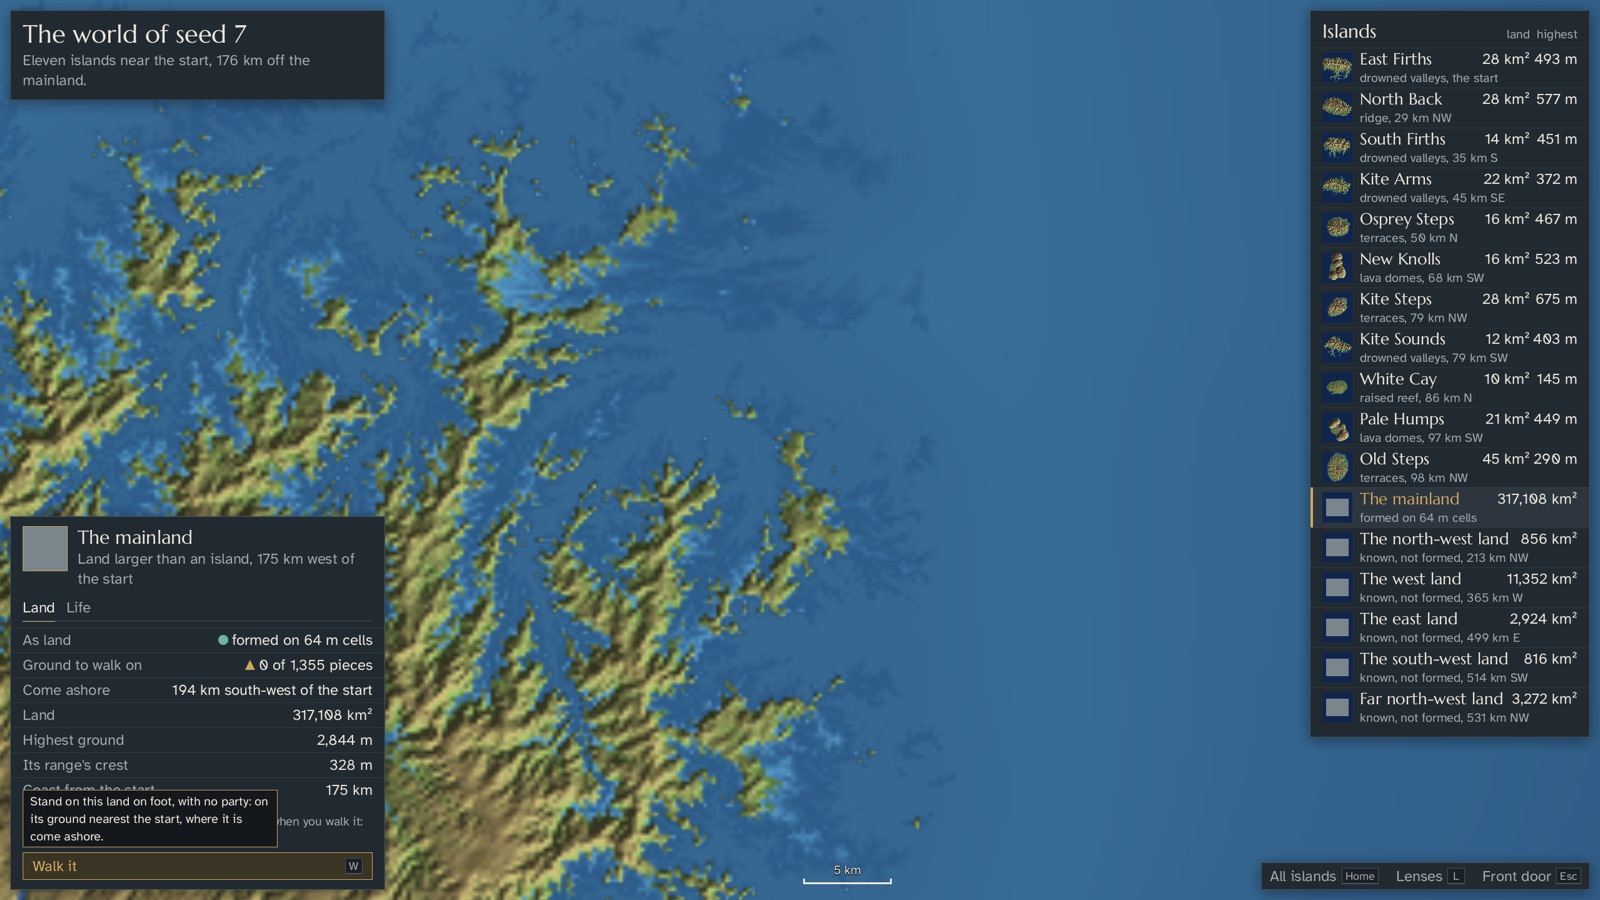 The world of seed 7
Eleven islands near the start, 176 km off the
mainland.
Islands
land highest
East Firths 28 km² 493 m
drowned valleys, the start
North Back 28 km² 577 m
ridge, 29 km NW
South Firths 14 km² 451 m
drowned valleys, 35 km S
Kite Arms 22 km² 372 m
drowned valleys, 45 km SE
Osprey Steps 16 km² 467 m
terraces, 50 km N
New Knolls 16 km² 523 m
lava domes, 68 km SW
Kite Steps 28 km² 675 m
terraces, 79 km NW
Kite Sounds 12 km² 403 m
drowned valleys, 79 km SW
White Cay 10 km² 145 m
raised reef, 86 km N
Pale Humps 21 km² 449 m
lava domes, 97 km SW
Old Steps 45 km² 290 m
terraces, 98 km NW
The mainland 317,108 km²
formed on 64 m cells
The north-west land 856 km²
known, not formed, 213 km NW
The west land 11,352 km²
known, not formed, 365 km W
The east land 2,924 km²
known, not formed, 499 km E
The south-west land 816 km²
known, not formed, 514 km SW
Far north-west land 3,272 km²
known, not formed, 531 km NW
The mainland
Land larger than an island, 175 km west of
the start
Land Life
As land formed on 64 m cells
Ground to walk on 0 of 1,355 pieces
Come ashore 194 km south-west of the start
Land 317,108 km²
Highest ground 2,844 m
Its range's crest 328 m
Coast from the start 175 km
Stand on this land on foot, with no party: on
its ground nearest the start, where it is
come ashore.
when you walk it:
Walk it W
5 km
All islands Home Lenses L Front door Esc